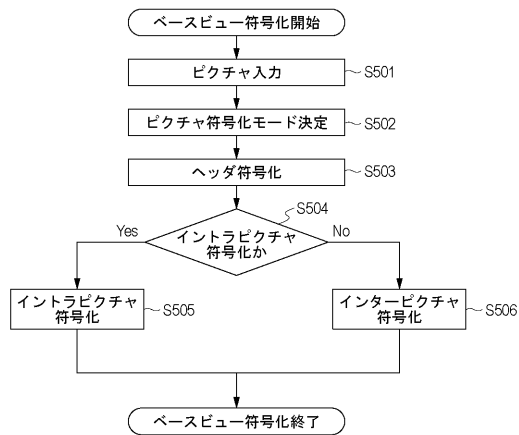 ベースビュー符号化開始
ピクチャ入力
S501
ピクチャ符号化モード決定
S502
ヘッダ符号化
S503
S504
Yes
イントラピクチャ
符号化か
No
イントラピクチャ
符号化
S505
インターピクチャ
符号化
S506
ベースビュー符号化終了